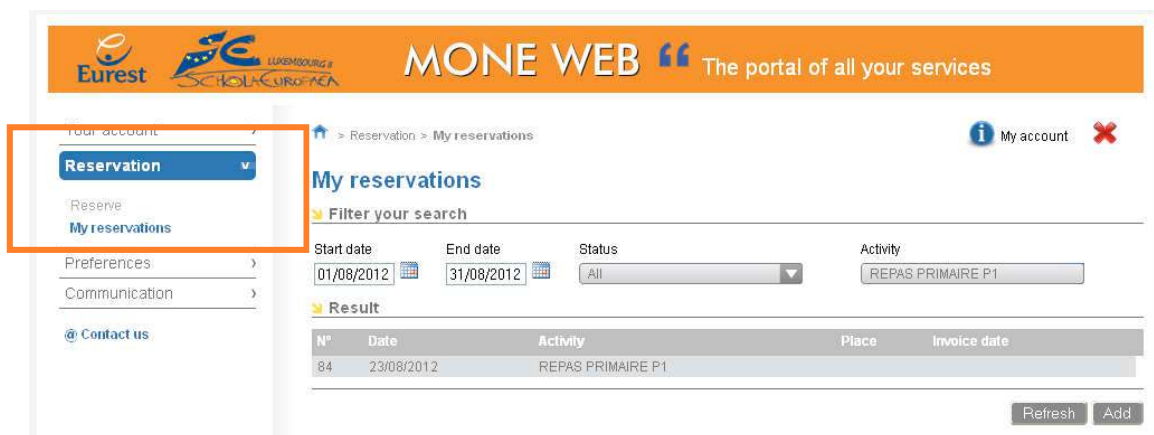 Eurest
LUXEMBOURG II
SCHOLA EUROPAEA
MONE WEB “ The portal of all your services
Your account >
Reservation v
Reserve
My reservations
Preferences >
Communication >
@ Contact us
> Reservation > My reservations
i My account
My reservations
Filter your search
Start date End date Status Activity
01/08/2012 31/08/2012 All REPAS PRIMAIRE P1
Result
N° Date Activity Place Invoice date
84 23/08/2012 REPAS PRIMAIRE P1
Refresh Add